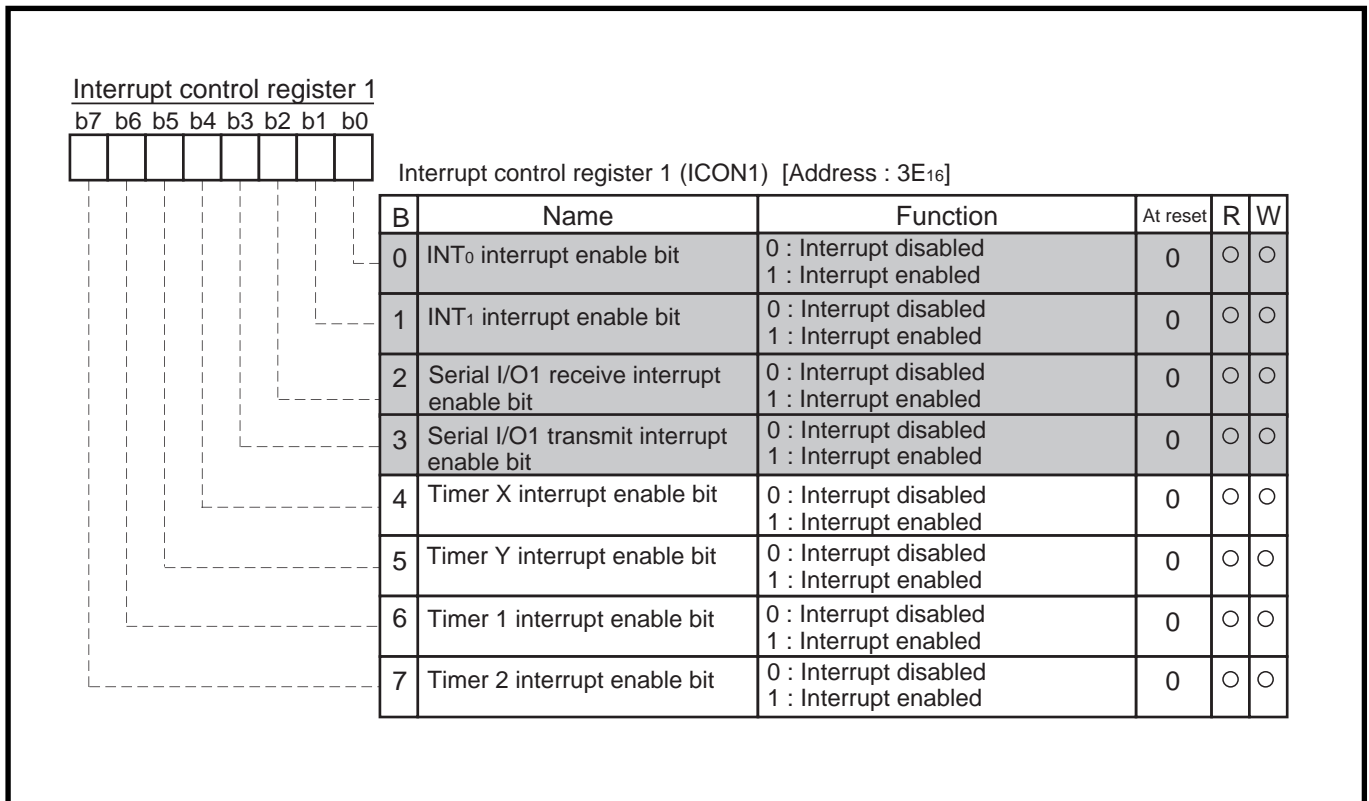 Interrupt control register 1
b7 b6 b5 b4 b3 b2 b1 b0
Interrupt control register 1 (ICON1) [Address : 3E16]
B Name Function At reset R W
0 INT0 interrupt enable bit 0 : Interrupt disabled 0 ○ ○
1 : Interrupt enabled
1 INT1 interrupt enable bit 0 : Interrupt disabled 0 ○ ○
1 : Interrupt enabled
2 Serial I/O1 receive interrupt 0 : Interrupt disabled 0 ○ ○
enable bit 1 : Interrupt enabled
3 Serial I/O1 transmit interrupt 0 : Interrupt disabled 0 ○ ○
enable bit 1 : Interrupt enabled
4 Timer X interrupt enable bit 0 : Interrupt disabled 0 ○ ○
1 : Interrupt enabled
5 Timer Y interrupt enable bit 0 : Interrupt disabled 0 ○ ○
1 : Interrupt enabled
6 Timer 1 interrupt enable bit 0 : Interrupt disabled 0 ○ ○
1 : Interrupt enabled
7 Timer 2 interrupt enable bit 0 : Interrupt disabled 0 ○ ○
1 : Interrupt enabled